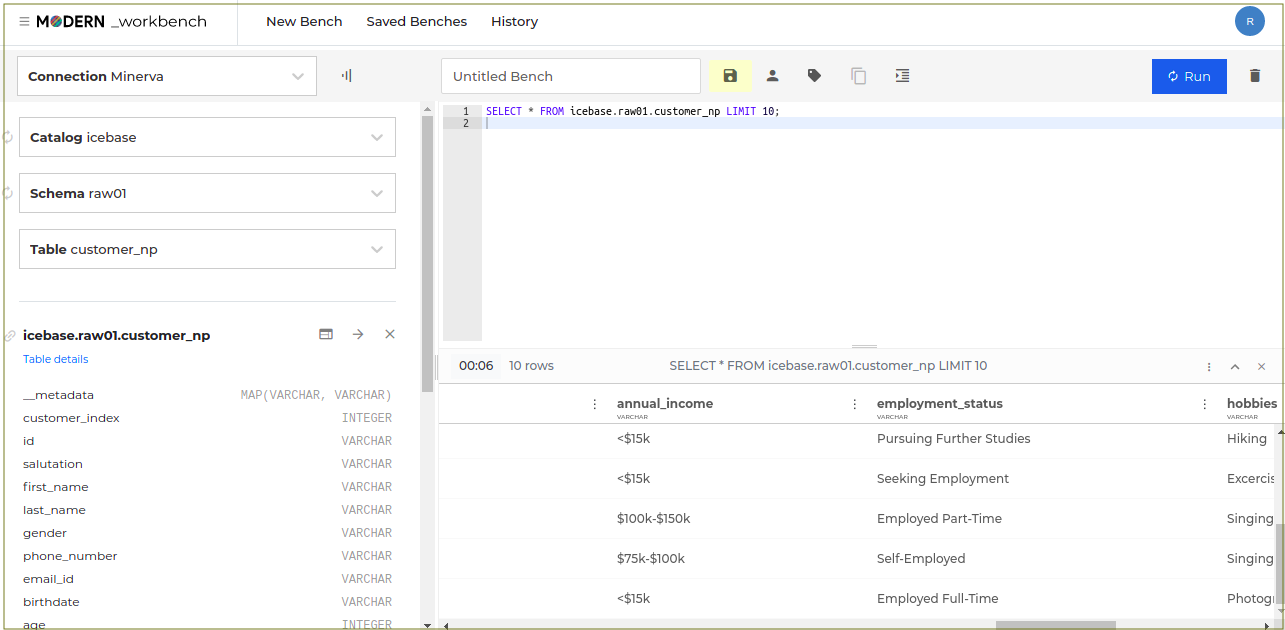 MODERN _workbench
New Bench Saved Benches History
R
Connection Minerva
Untitled Bench
Run
Catalog icebase
Schema raw01
Table customer_np
icebase.raw01.customer_np
Table details
__metadata MAP(VARCHAR, VARCHAR)
customer_index INTEGER
id VARCHAR
salutation VARCHAR
first_name VARCHAR
last_name VARCHAR
gender VARCHAR
phone_number VARCHAR
email_id VARCHAR
birthdate VARCHAR
age INTEGER
1 SELECT * FROM icebase.raw01.customer_np LIMIT 10;
2
00:06 10 rows SELECT * FROM icebase.raw01.customer_np LIMIT 10
annual_income employment_status hobbies
VARCHAR VARCHAR VARCHAR
<$15k Pursuing Further Studies Hiking
<$15k Seeking Employment Excercis
$100k-$150k Employed Part-Time Singing
$75k-$100k Self-Employed Singing
<$15k Employed Full-Time Photogr